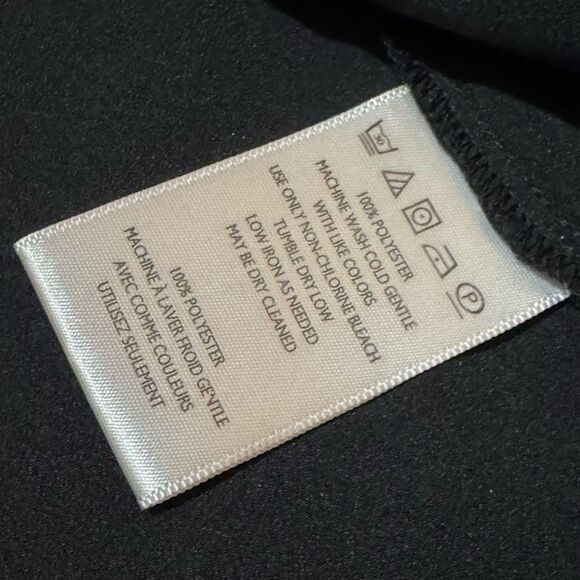 30
P
100% POLYESTER
MACHINE WASH COLD GENTLE
WITH LIKE COLORS
USE ONLY NON-CHLORINE BLEACH
TUMBLE DRY LOW
LOW IRON AS NEEDED
MAY BE DRY CLEANED
100% POLYESTER
MACHINE À LAVER FROID GENTLE
AVEC COMME COULEURS
UTILISEZ SEULEMENT